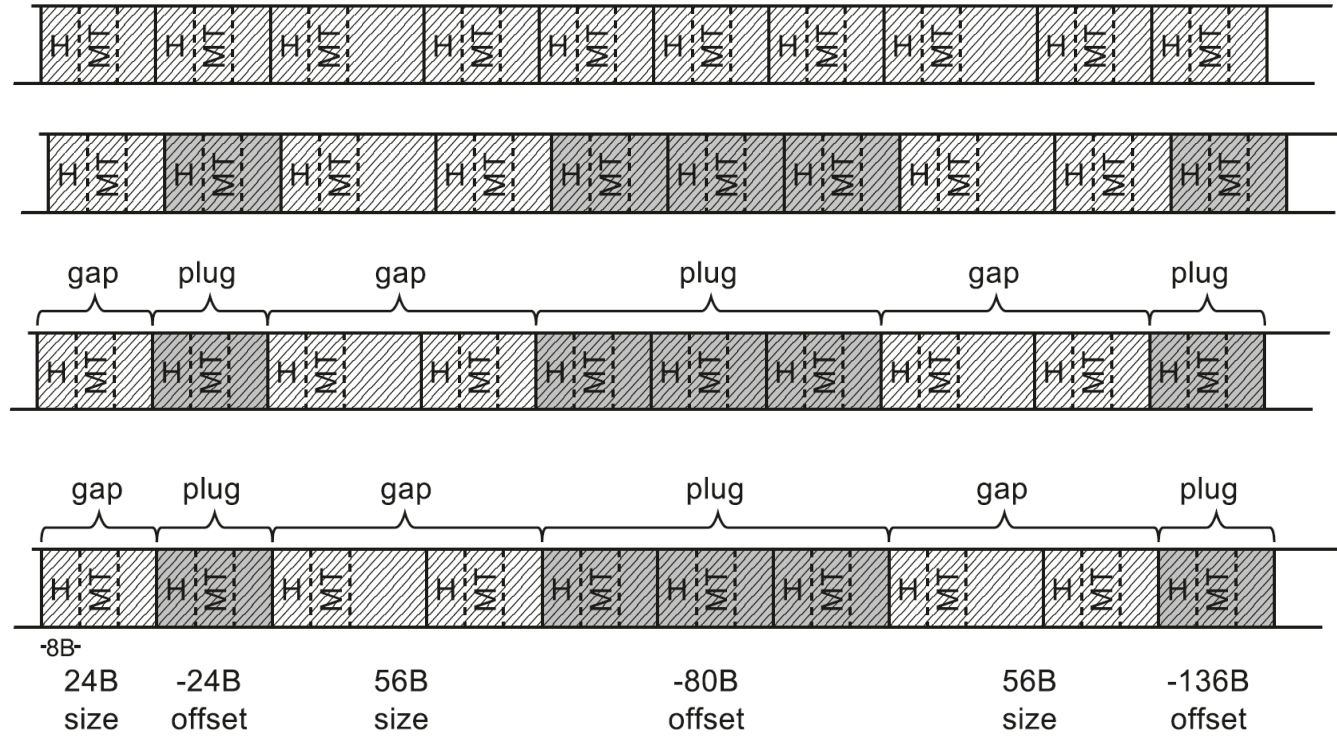 H MT H MT H MT H MT H MT H MT H MT H MT H MT H MT
H MT H MT H MT H MT H MT H MT H MT H MT H MT H MT
gap plug gap plug gap plug
H MT H MT H MT H MT H MT H MT H MT H MT H MT H MT
gap plug gap plug gap plug
H MT H MT H MT H MT H MT H MT H MT H MT H MT H MT
-8B-
24B -24B 56B -80B 56B -136B
size offset size offset size offset